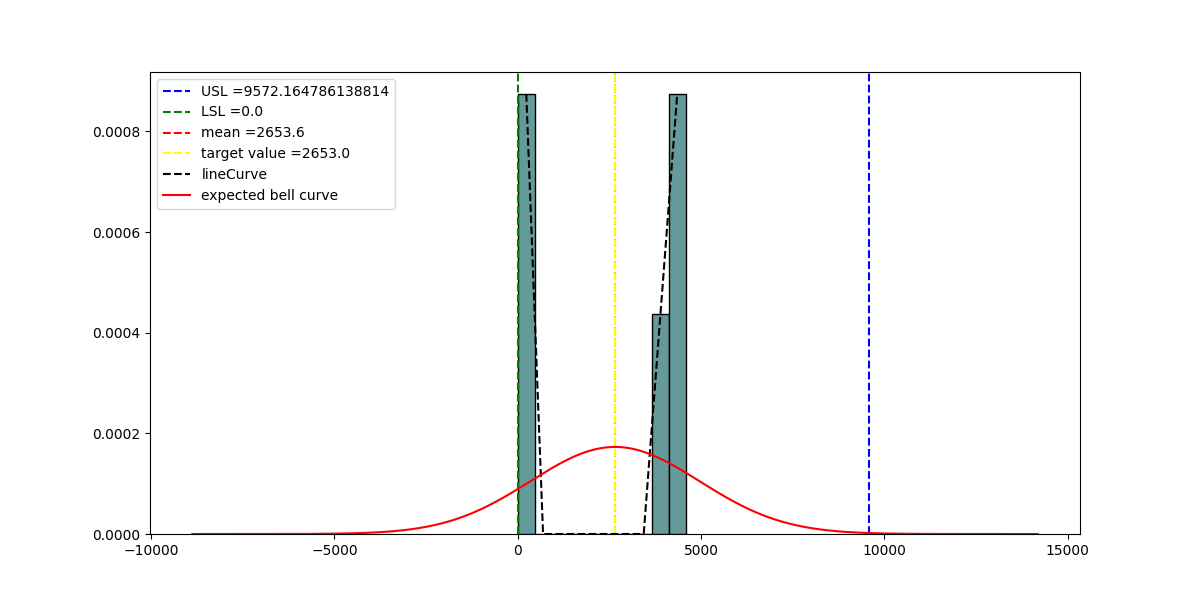 USL =9572.164786138814
LSL =0.0
mean =2653.6
target value =2653.0
lineCurve
expected bell curve
0.0008
0.0006
0.0004
0.0002
0.0000
−10000 −5000 0 5000 10000 15000